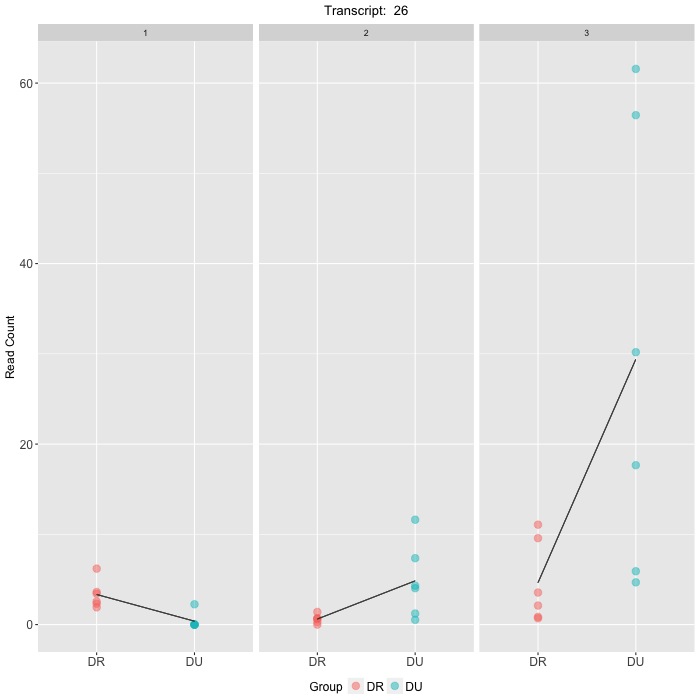 Transcript:  26
1 2 3
Read Count
60
40
20
0
DR DU DR DU DR DU
Group DR DU